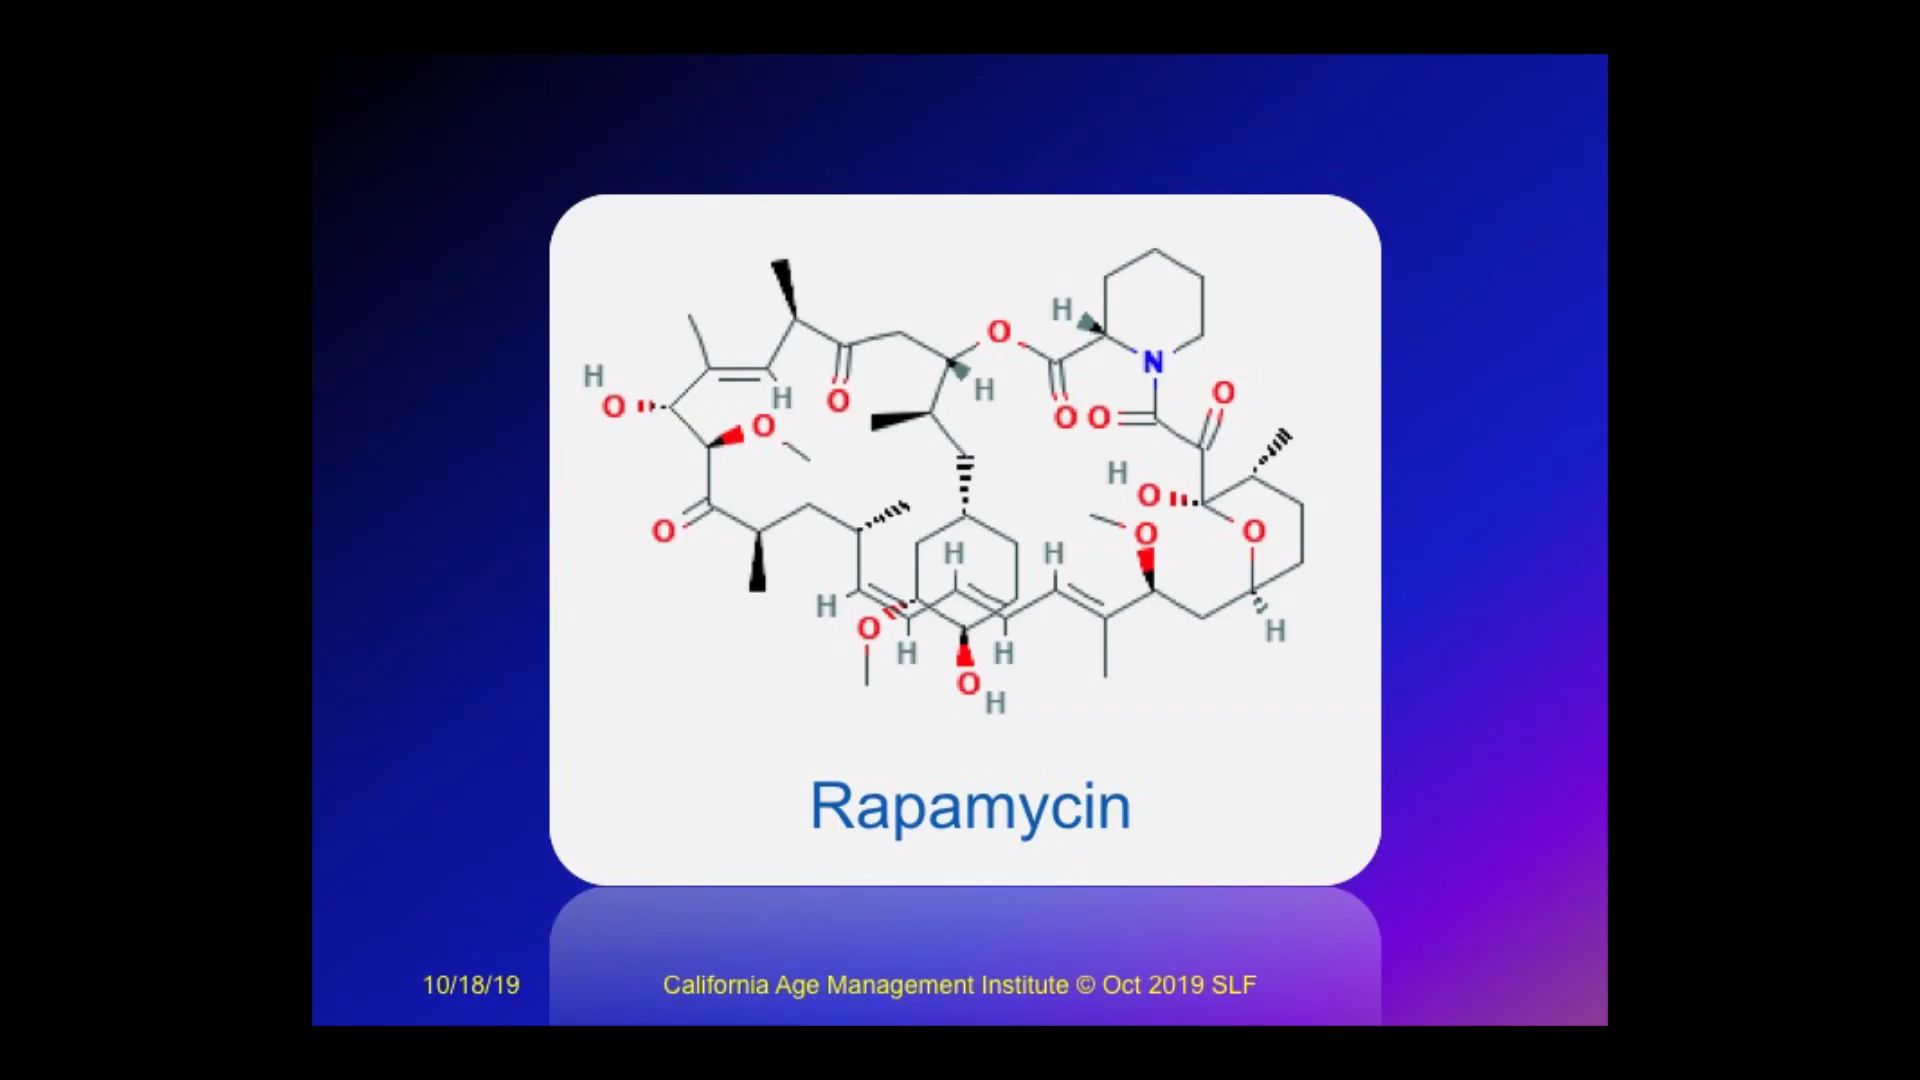 H
H
O
O
H
N
O
H
O
O
O
O
O
H
O
O
O
O
H
H
H
O
H
H
H
O
H
Rapamycin
10/18/19
California Age Management Institute © Oct 2019 SLF